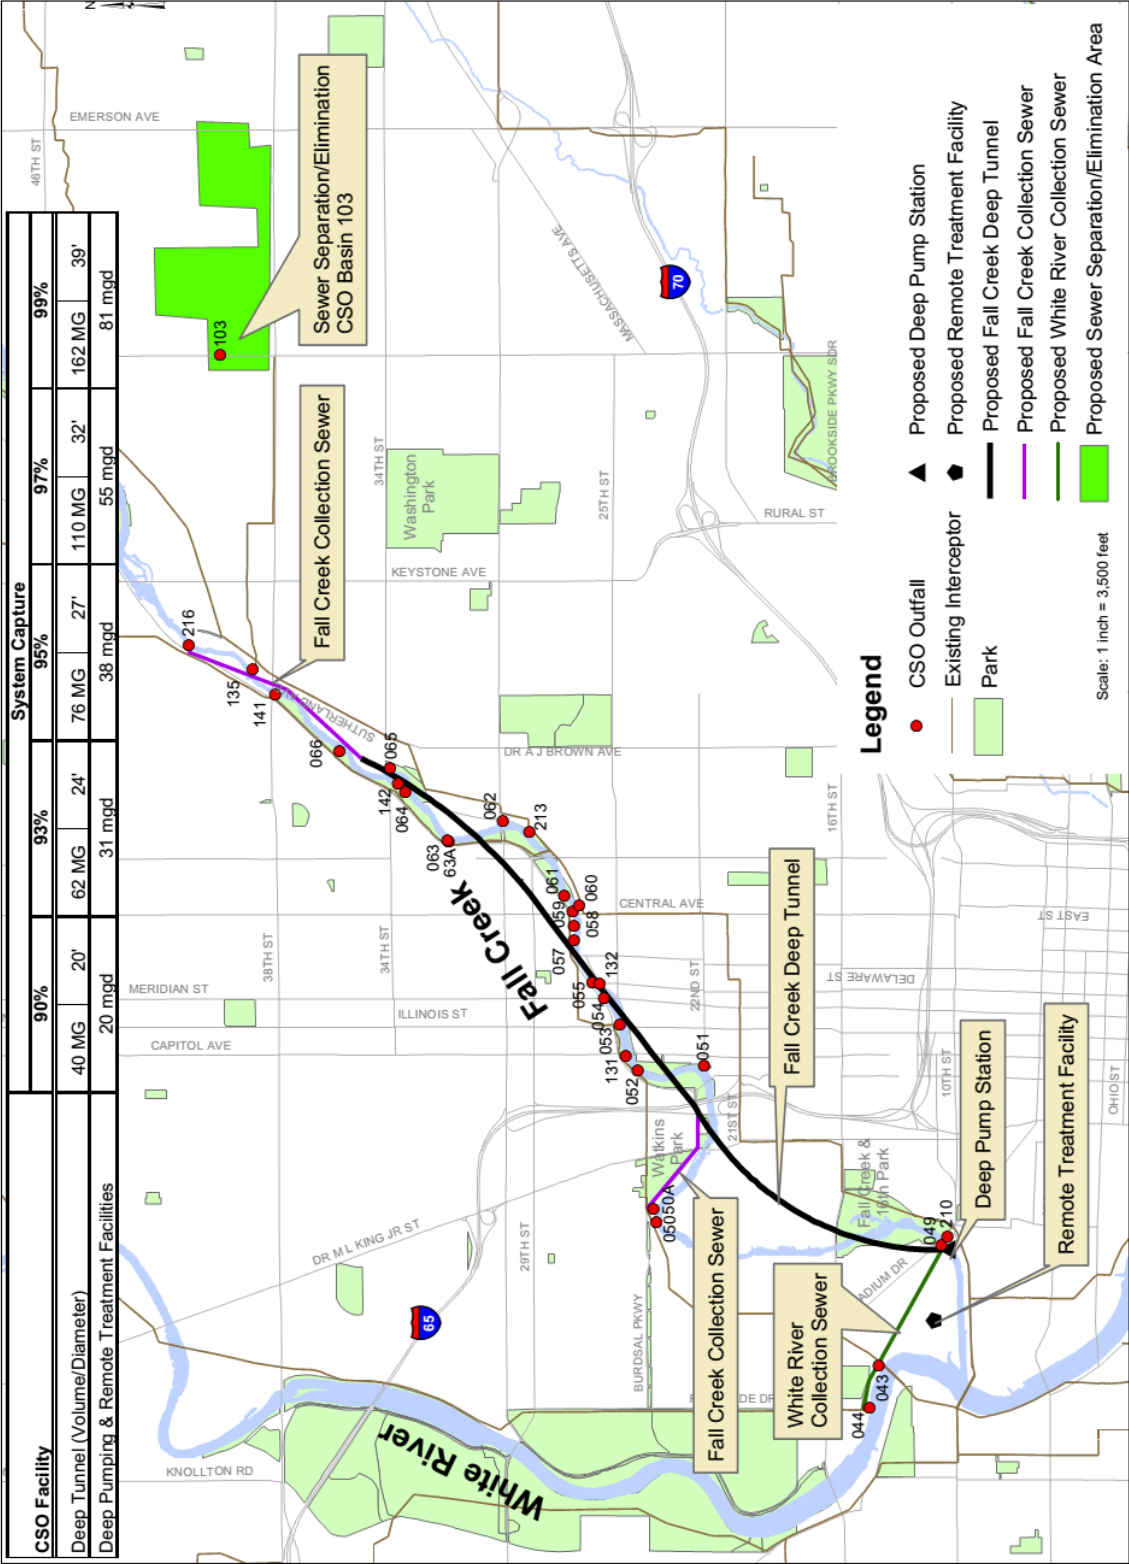 CSO Facility
System Capture
90%
93%
95%
97%
99%
Deep Tunnel (Volume/Diameter)
40 MG
20'
62 MG
24'
76 MG
27'
110 MG
32'
162 MG
39'
Deep Pumping & Remote Treatment Facilities
20 mgd
31 mgd
38 mgd
55 mgd
81 mgd
N
46TH ST
EMERSON AVE
103
Sewer Separation/Elimination
CSO Basin 103
216
135
141
Fall Creek Collection Sewer
SUTHERLAND AVE
066
065
142
064
063
63A
062
213
061
059
060
058
057
055
132
054
053
131
052
051
05050A
049
210
043
044
Fall Creek
White River
38TH ST
34TH ST
34TH ST
Washington
Park
KEYSTONE AVE
25TH ST
RURAL ST
MASSACHUSETTS AVE
70
BROOKSIDE PKWY SDR
DR A J BROWN AVE
16TH ST
CENTRAL AVE
MERIDIAN ST
ILLINOIS ST
CAPITOL AVE
22ND ST
DELAWARE ST
EAST ST
21ST ST
Watkins
Park
10TH ST
OHIO ST
Fall Creek &
16th Park
DR M L KING JR ST
29TH ST
65
BURDSAL PKWY
KNOLLTON RD
ADIUM DR
DE DR
Fall Creek Deep Tunnel
Deep Pump Station
Remote Treatment Facility
Fall Creek Collection Sewer
White River
Collection Sewer
Legend
CSO Outfall
Existing Interceptor
Park
Proposed Deep Pump Station
Proposed Remote Treatment Facility
Proposed Fall Creek Deep Tunnel
Proposed Fall Creek Collection Sewer
Proposed White River Collection Sewer
Proposed Sewer Separation/Elimination Area
Scale: 1 inch = 3,500 feet